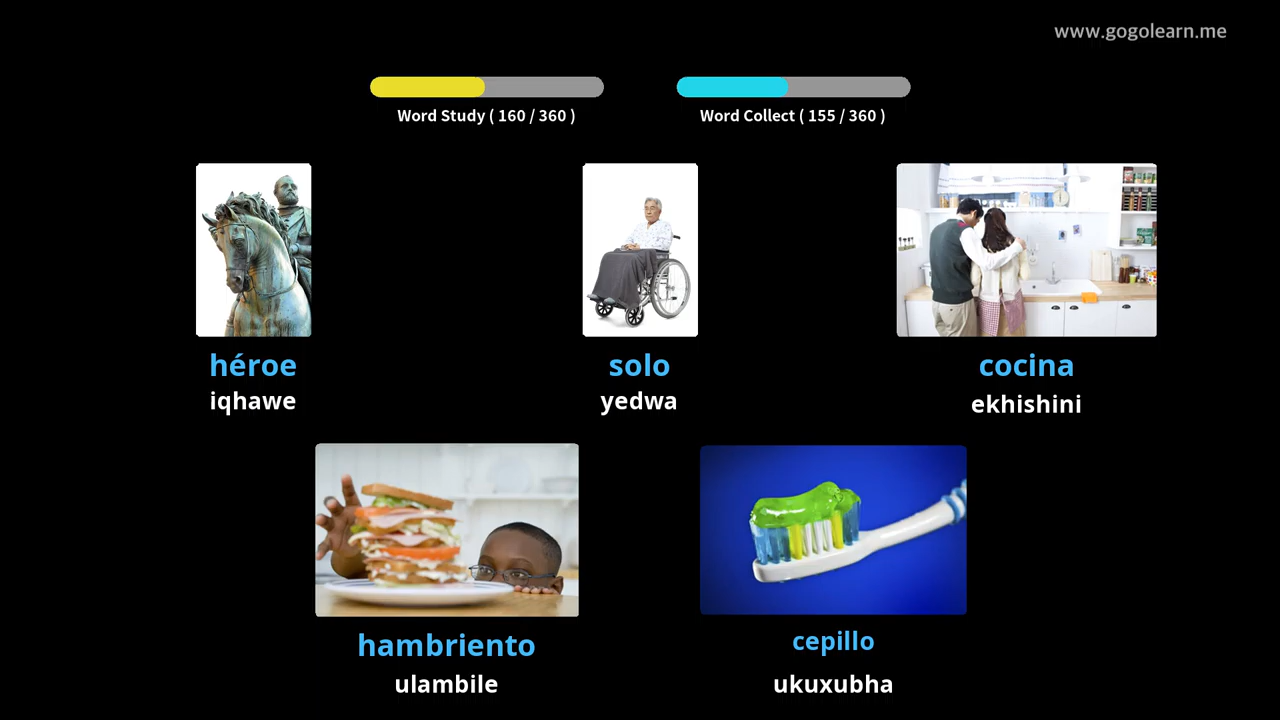 www.gogolearn.me
Word Study ( 160 / 360 )
Word Collect ( 155 / 360 )
héroe
iqhawe
solo
yedwa
cocina
ekhishini
hambriento
ulambile
cepillo
ukuxubha